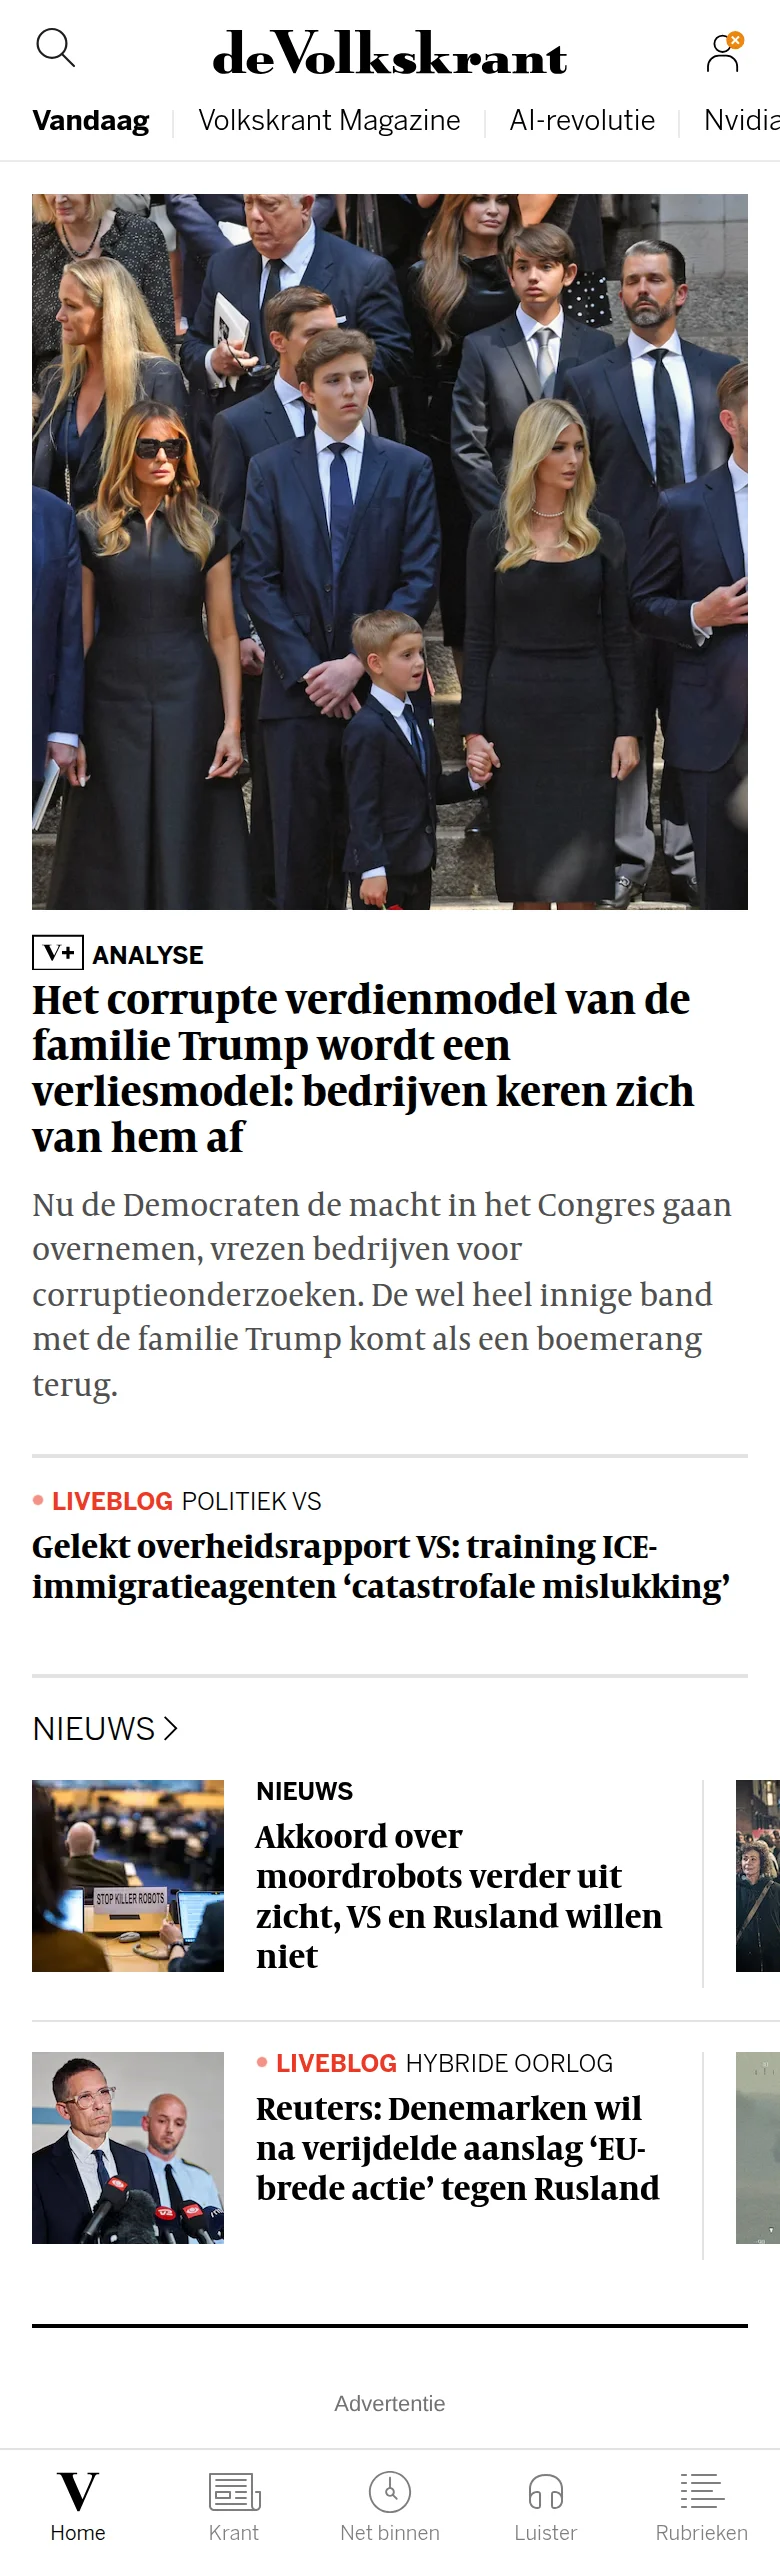 deVolkskrant
Vandaag
Volkskrant Magazine
AI-revolutie
Nvidia
V+ ANALYSE
Het corrupte verdienmodel van de
familie Trump wordt een
verliesmodel: bedrijven keren zich
van hem af
Nu de Democraten de macht in het Congres gaan
overnemen, vrezen bedrijven voor
corruptieonderzoeken. De wel heel innige band
met de familie Trump komt als een boemerang
terug.
LIVEBLOG POLITIEK VS
Gelekt overheidsrapport VS: training ICE-
immigratieagenten ‘catastrofale mislukking’
NIEUWS
STOP KILLER ROBOTS
NIEUWS
Akkoord over
moordrobots verder uit
zicht, VS en Rusland willen
niet
LIVEBLOG HYBRIDE OORLOG
Reuters: Denemarken wil
na verijdelde aanslag ‘EU-
brede actie’ tegen Rusland
Advertentie
V
Home
Krant
Net binnen
Luister
Rubrieken